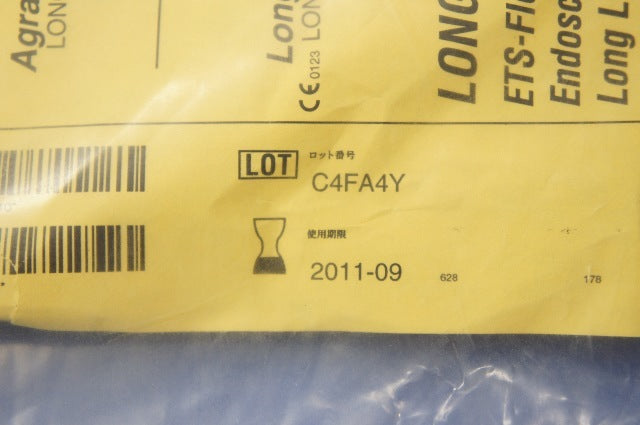 Agra
LON
Long
CE 0123 LON
LONG
ETS-Fle
Endosc
Long L
LOT ロット番号
C4FA4Y
使用期限
2011-09 628 178